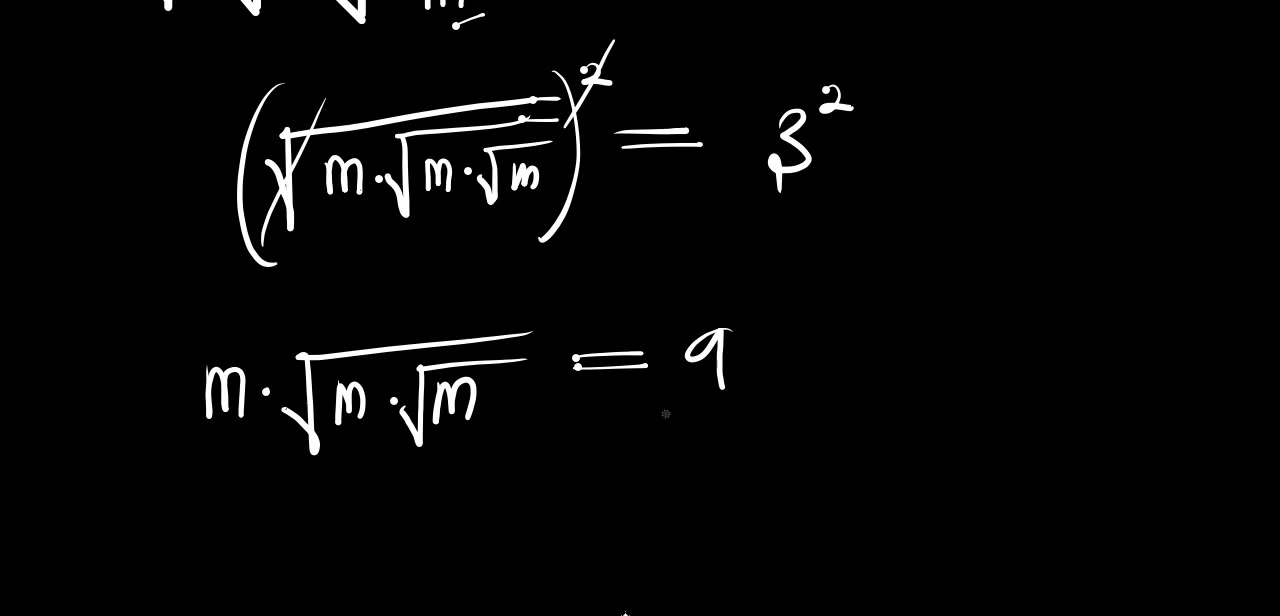 √ √ m
(√(m·√(m·√m)))² = 3²
m·√(m·√m) = 9